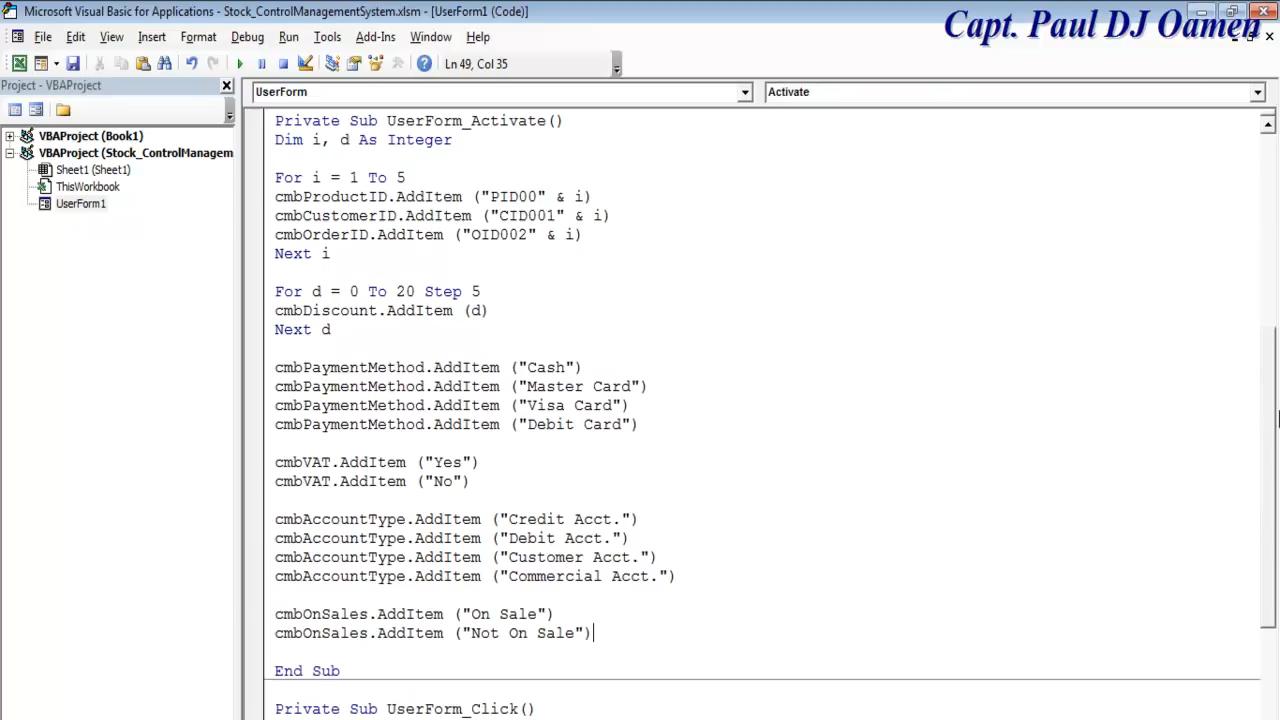 Microsoft Visual Basic for Applications - Stock_ControlManagementSystem.xlsm - [UserForm1 (Code)]
Capt. Paul DJ Oamen
File Edit View Insert Format Debug Run Tools Add-Ins Window Help
Ln 49, Col 35
Project - VBAProject
UserForm
Activate
VBAProject (Book1)
VBAProject (Stock_ControlManagem
Sheet1 (Sheet1)
ThisWorkbook
UserForm1
Private Sub UserForm_Activate()
Dim i, d As Integer
For i = 1 To 5
cmbProductID.AddItem ("PID00" & i)
cmbCustomerID.AddItem ("CID001" & i)
cmbOrderID.AddItem ("OID002" & i)
Next i
For d = 0 To 20 Step 5
cmbDiscount.AddItem (d)
Next d
cmbPaymentMethod.AddItem ("Cash")
cmbPaymentMethod.AddItem ("Master Card")
cmbPaymentMethod.AddItem ("Visa Card")
cmbPaymentMethod.AddItem ("Debit Card")
cmbVAT.AddItem ("Yes")
cmbVAT.AddItem ("No")
cmbAccountType.AddItem ("Credit Acct.")
cmbAccountType.AddItem ("Debit Acct.")
cmbAccountType.AddItem ("Customer Acct.")
cmbAccountType.AddItem ("Commercial Acct.")
cmbOnSales.AddItem ("On Sale")
cmbOnSales.AddItem ("Not On Sale")
End Sub
Private Sub UserForm_Click()